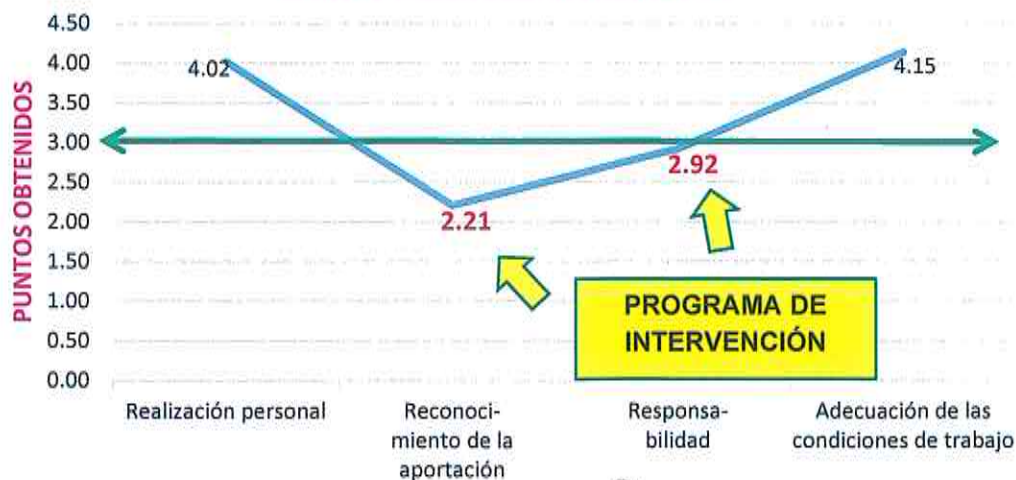 4.50
4.00
3.50
3.00
2.50
2.00
1.50
1.00
0.50
0.00
PUNTOS OBTENIDOS
4.02
2.21
2.92
4.15
PROGRAMA DE
INTERVENCIÓN
Realización personal
Reconoci-
miento de la
aportación
Responsa-
bilidad
Adecuación de las
condiciones de trabajo